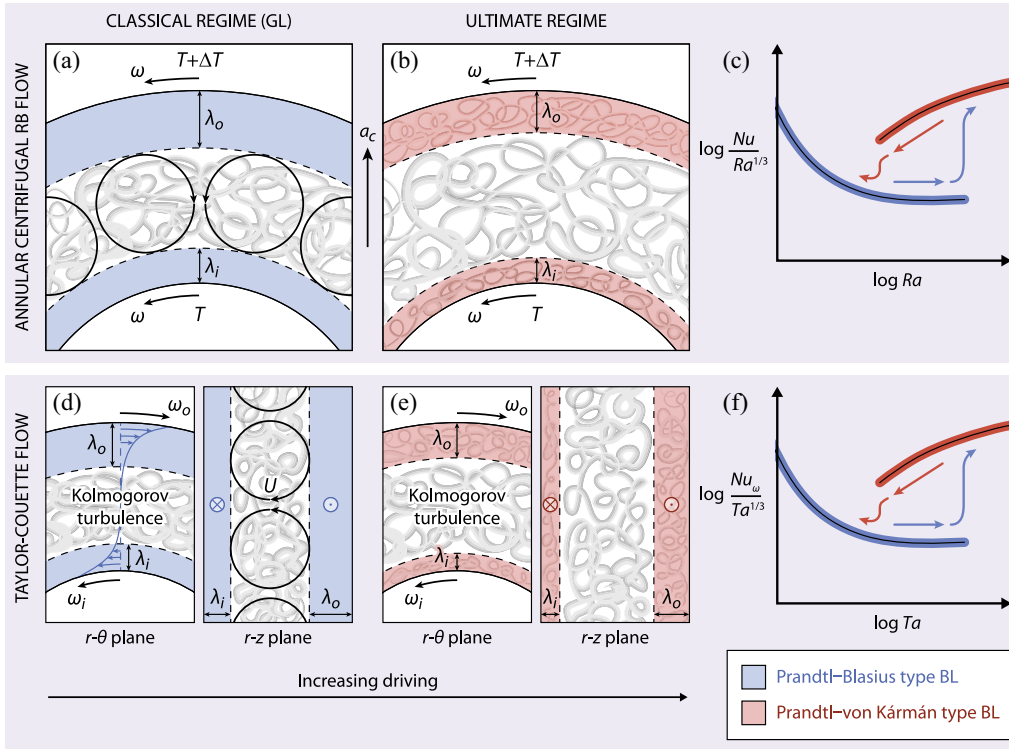 CLASSICAL REGIME (GL)
ULTIMATE REGIME
ANNULAR CENTRIFUGAL RB FLOW
(a)
T+ΔT
ω
λo
λi
ω
T
(b)
T+ΔT
ω
λo
ac
λi
ω
T
(c)
log Nu/Ra^1/3
log Ra
TAYLOR-COUETTE FLOW
(d)
ωo
λo
Kolmogorov
turbulence
λi
ωi
U
λi
λo
r-θ plane
r-z plane
(e)
λo
Kolmogorov
turbulence
λi
ωi
λi
λo
r-θ plane
r-z plane
(f)
log Nuω/Ta^1/3
log Ta
Increasing driving
Prandtl–Blasius type BL
Prandtl–von Kármán type BL